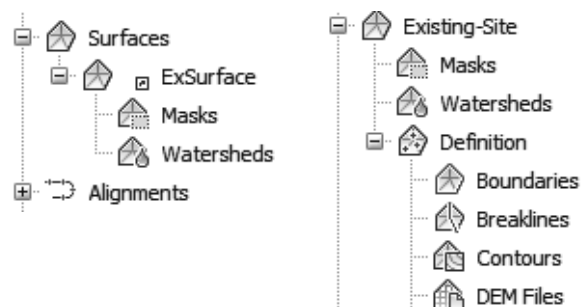 Surfaces
ExSurface
Masks
Watersheds
Alignments
Existing-Site
Masks
Watersheds
Definition
Boundaries
Breaklines
Contours
DEM Files